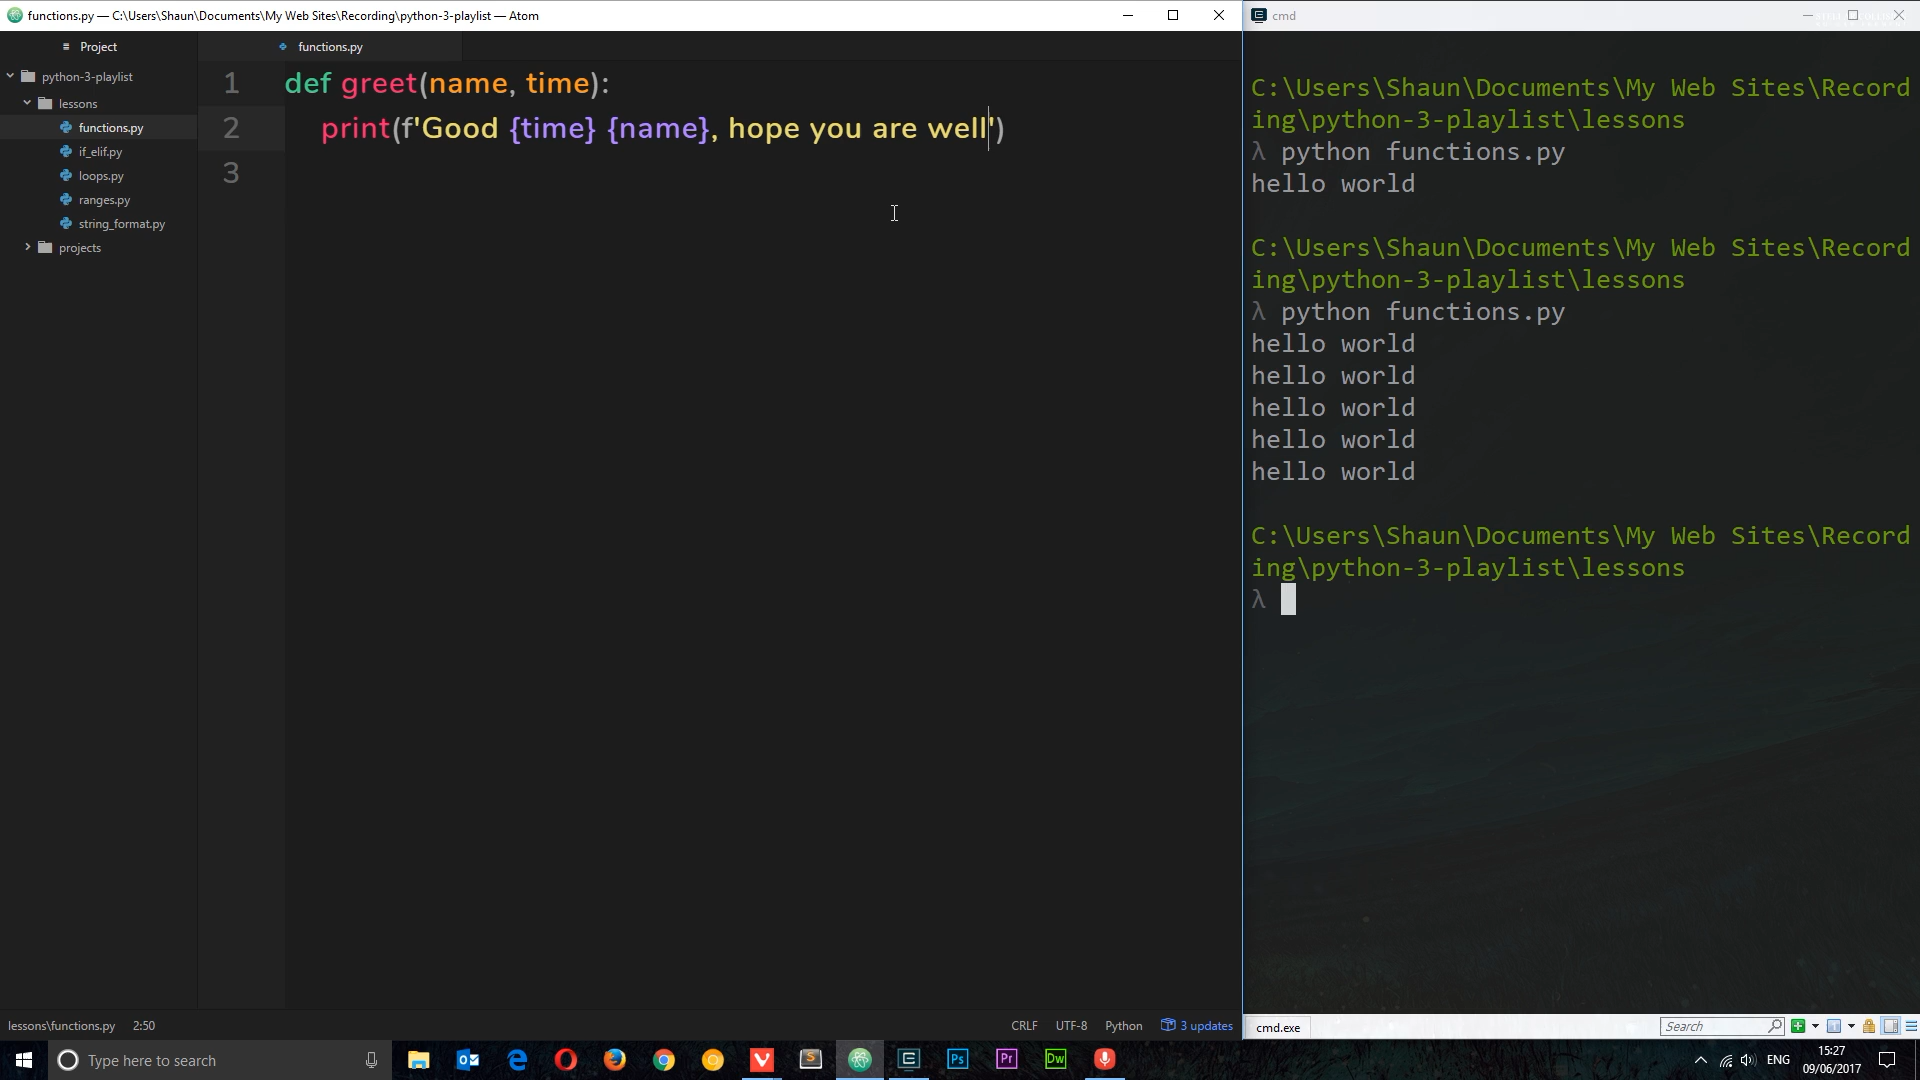 functions.py — C:\Users\Shaun\Documents\My Web Sites\Recording\python-3-playlist — Atom
Project
python-3-playlist
lessons
functions.py
if_elif.py
loops.py
ranges.py
string_format.py
projects
functions.py
1 def greet(name, time):
2 print(f'Good {time} {name}, hope you are well')
3
lessons\functions.py 2:50
CRLF UTF-8 Python 3 updates
cmd
C:\Users\Shaun\Documents\My Web Sites\Record
ing\python-3-playlist\lessons
λ python functions.py
hello world
C:\Users\Shaun\Documents\My Web Sites\Record
ing\python-3-playlist\lessons
λ python functions.py
hello world
hello world
hello world
hello world
hello world
C:\Users\Shaun\Documents\My Web Sites\Record
ing\python-3-playlist\lessons
λ
cmd.exe
Search
Type here to search
Ps
Pr
Dw
ENG
15:27
09/06/2017